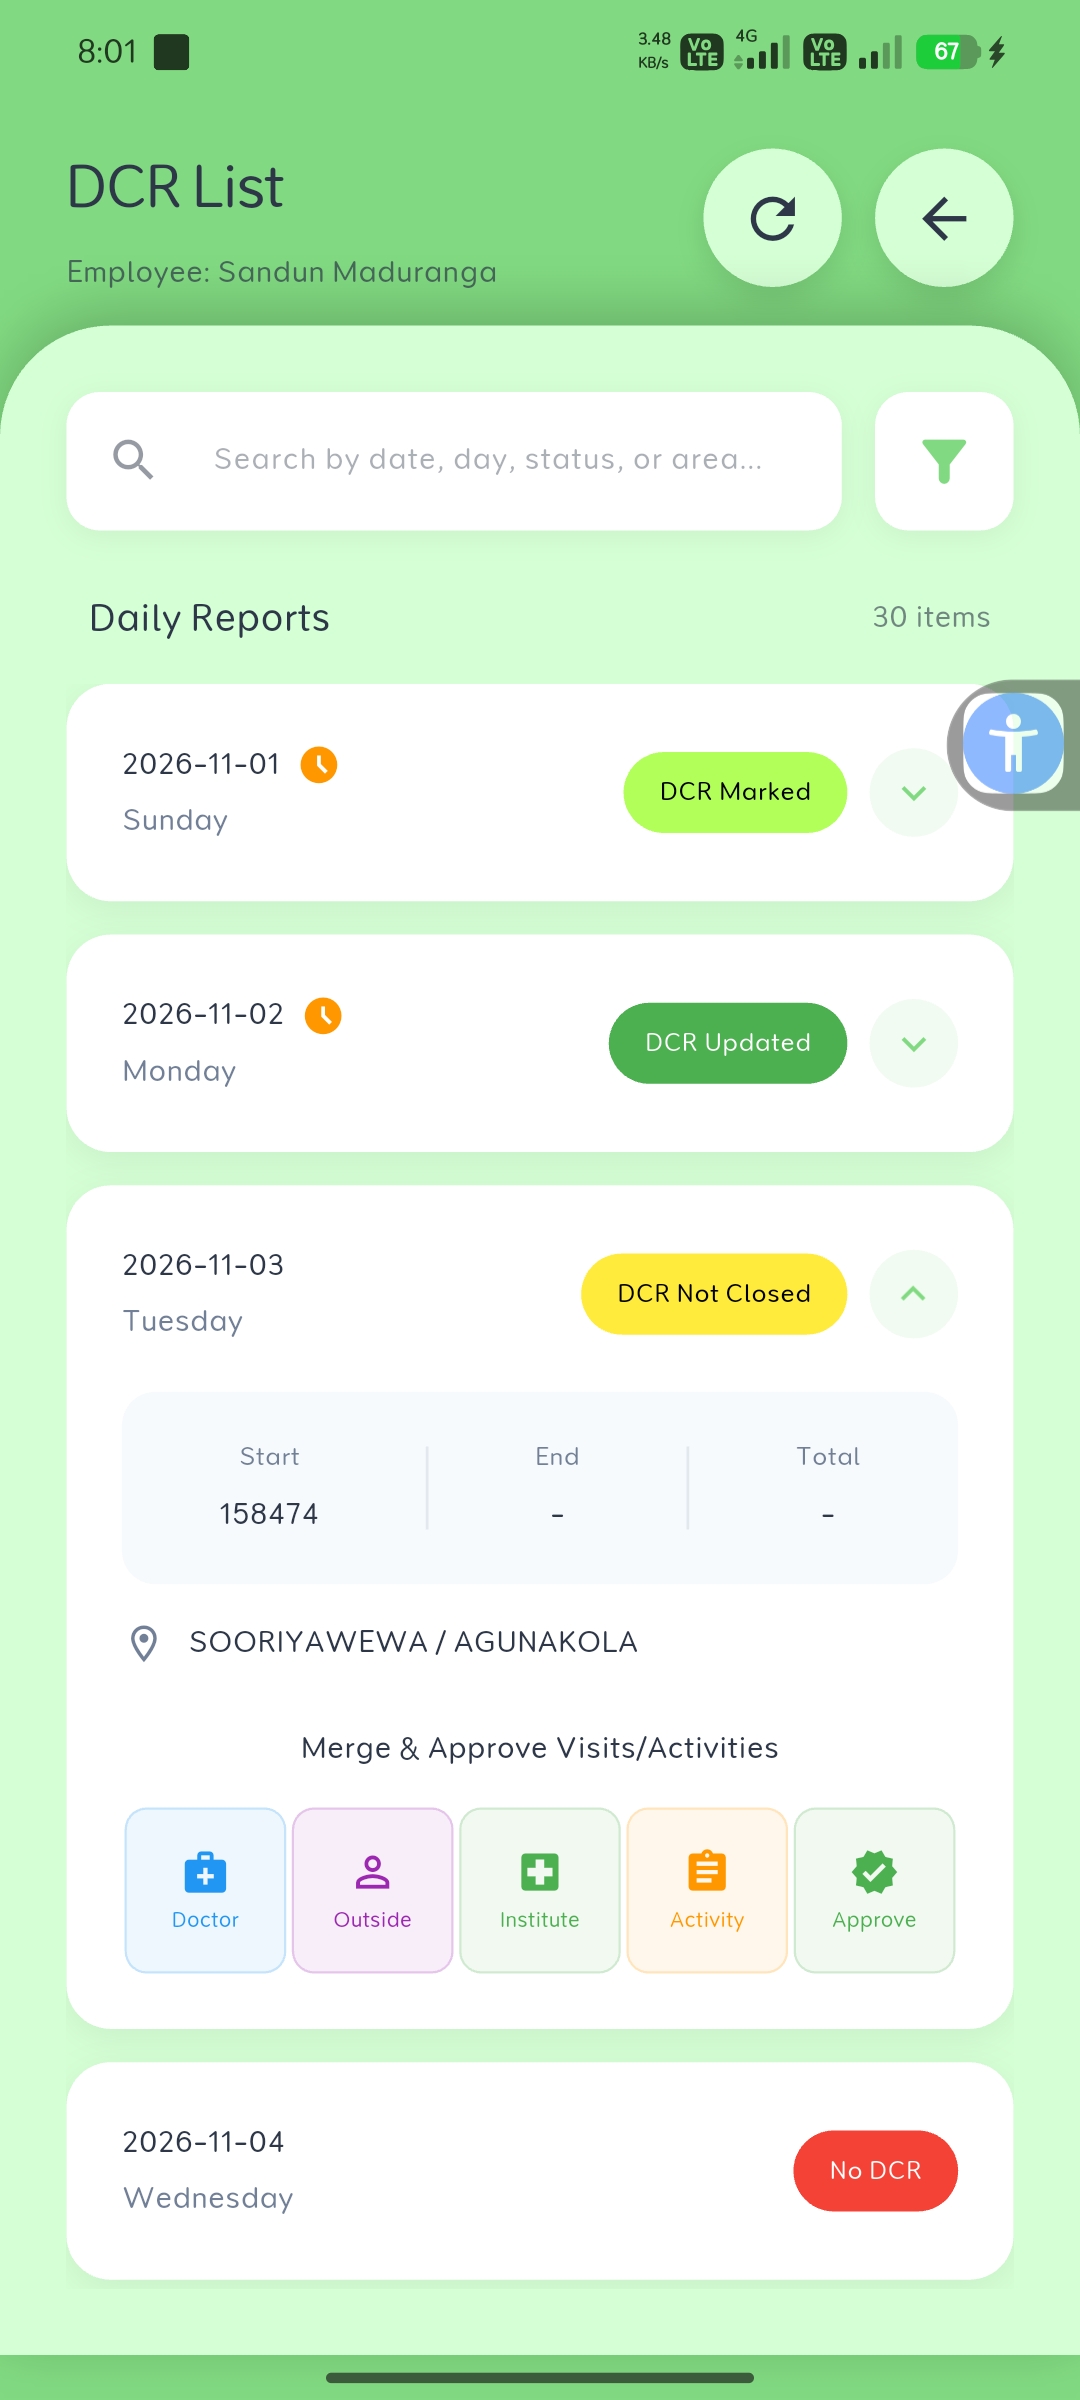 8:01
3.48 KB/s
Vo LTE
4G
Vo LTE
67
DCR List
Employee: Sandun Maduranga
Search by date, day, status, or area...
Daily Reports
30 items
2026-11-01
DCR Marked
Sunday
2026-11-02
DCR Updated
Monday
2026-11-03
DCR Not Closed
Tuesday
Start End Total
158474 - -
SOORIYAWEWA / AGUNAKOLA
Merge & Approve Visits/Activities
Doctor Outside Institute Activity Approve
2026-11-04
No DCR
Wednesday